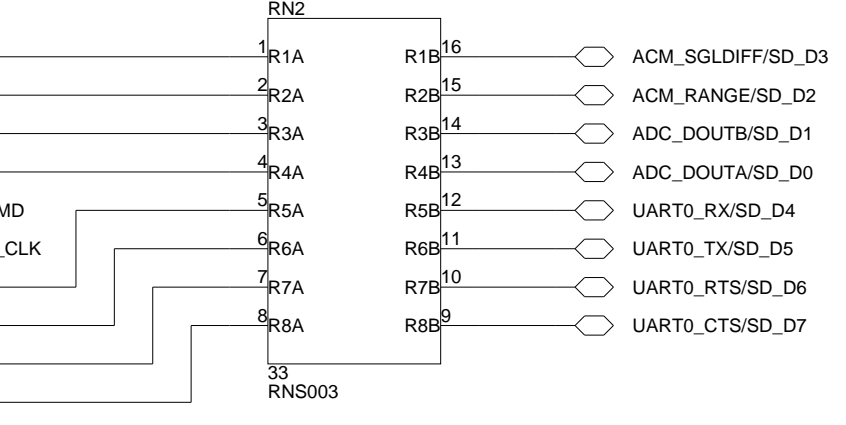 RN2
1 R1A R1B 16 ACM_SGLDIFF/SD_D3
2 R2A R2B 15 ACM_RANGE/SD_D2
3 R3A R3B 14 ADC_DOUTB/SD_D1
4 R4A R4B 13 ADC_DOUTA/SD_D0
MD 5 R5A R5B 12 UART0_RX/SD_D4
_CLK 6 R6A R6B 11 UART0_TX/SD_D5
7 R7A R7B 10 UART0_RTS/SD_D6
8 R8A R8B 9 UART0_CTS/SD_D7
33
RNS003